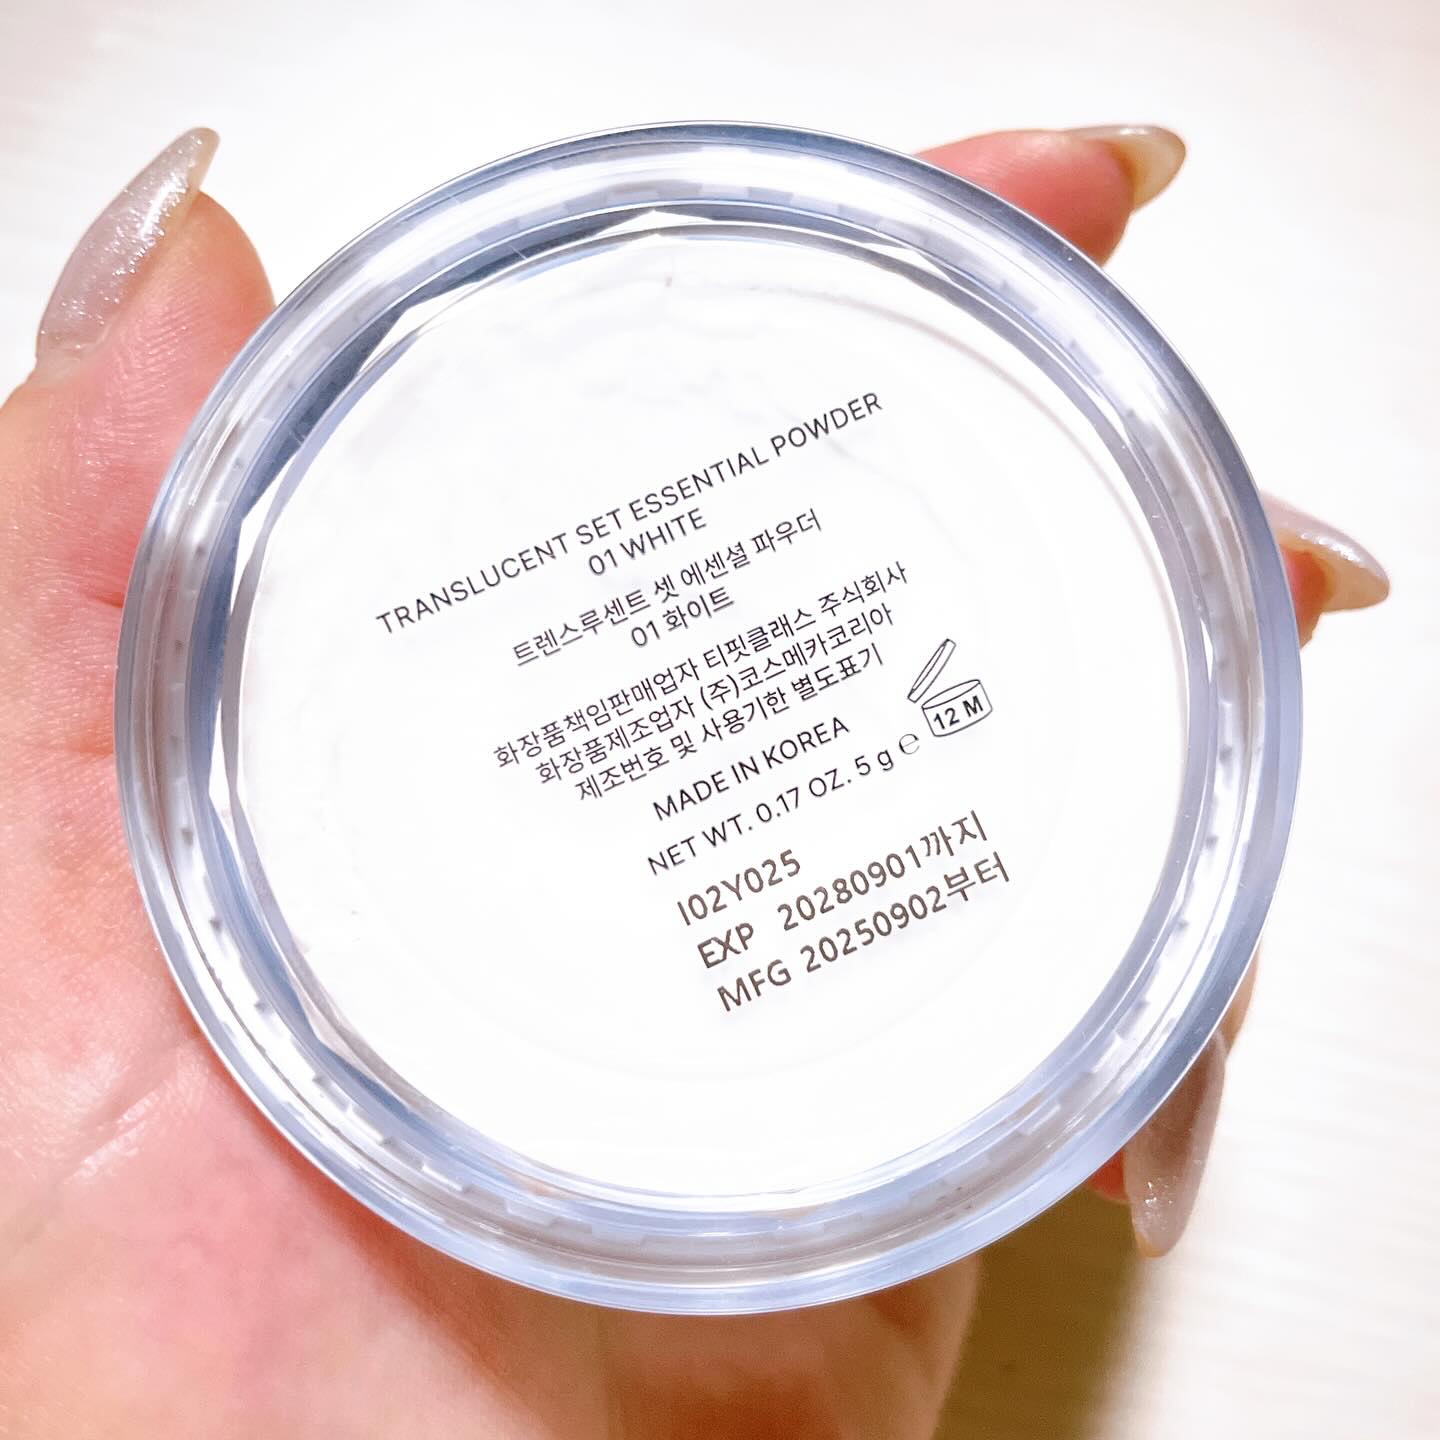 TRANSLUCENT SET ESSENTIAL POWDER
01 WHITE
트렌스루센트 셋 에센셜 파우더
01 화이트
화장품책임판매업자 티핏클래스 주식회사
화장품제조업자 (주)코스메카코리아
제조번호 및 사용기한 별도표기
MADE IN KOREA
NET WT. 0.17 OZ. 5 g ℮
12 M
I02Y025
EXP 20280901까지
MFG 20250902부터